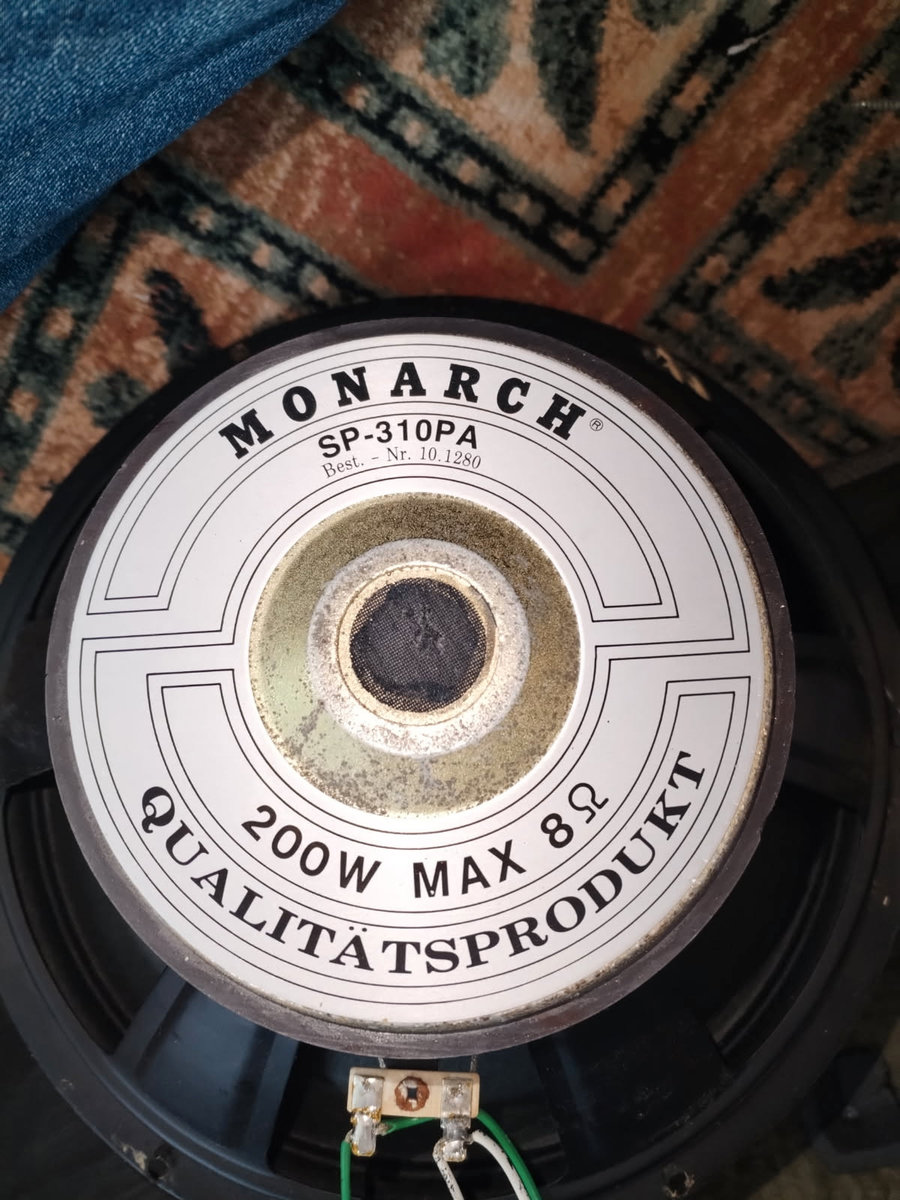 MONARCH®
SP-310PA
Best. - Nr. 10.1280
200W MAX 8Ω
QUALITÄTSPRODUKT